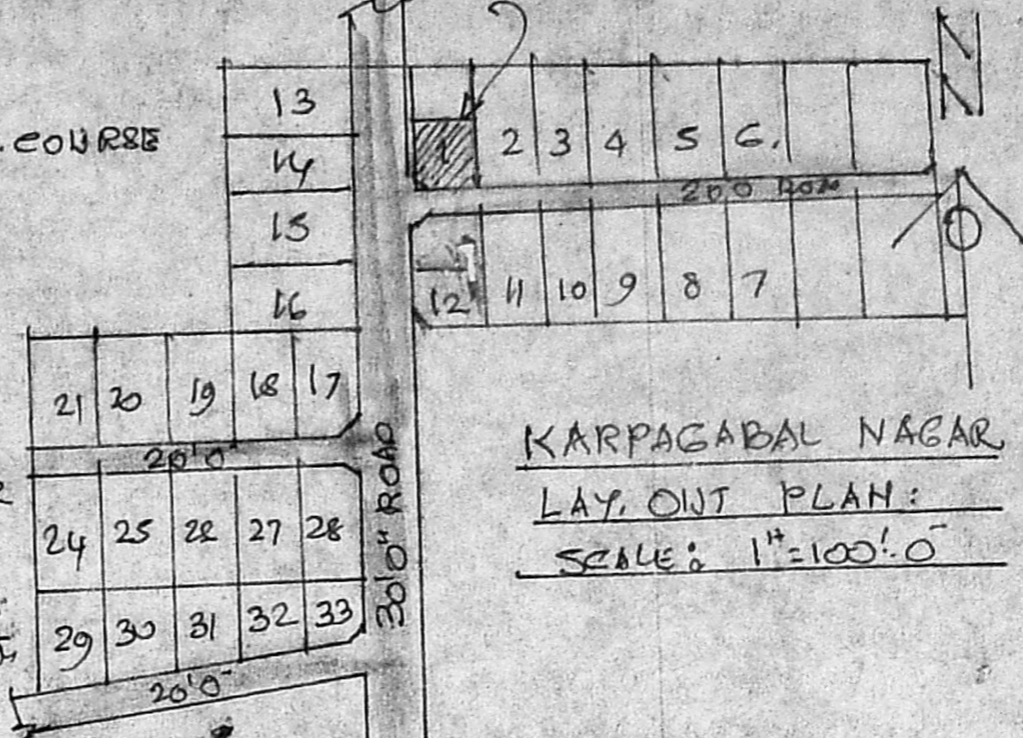 N
COURSE
13
14
15
16
1 2 3 4 5 6.
20'0 ROAD
12 11 10 9 8 7
21 20 19 18 17
20'0"
24 25 28 27 28
29 30 31 32 33
20'0"
30'0" ROAD
KARPAGABAL NAGAR
LAY. OUT PLAN:
SCALE: 1"=100'.0"